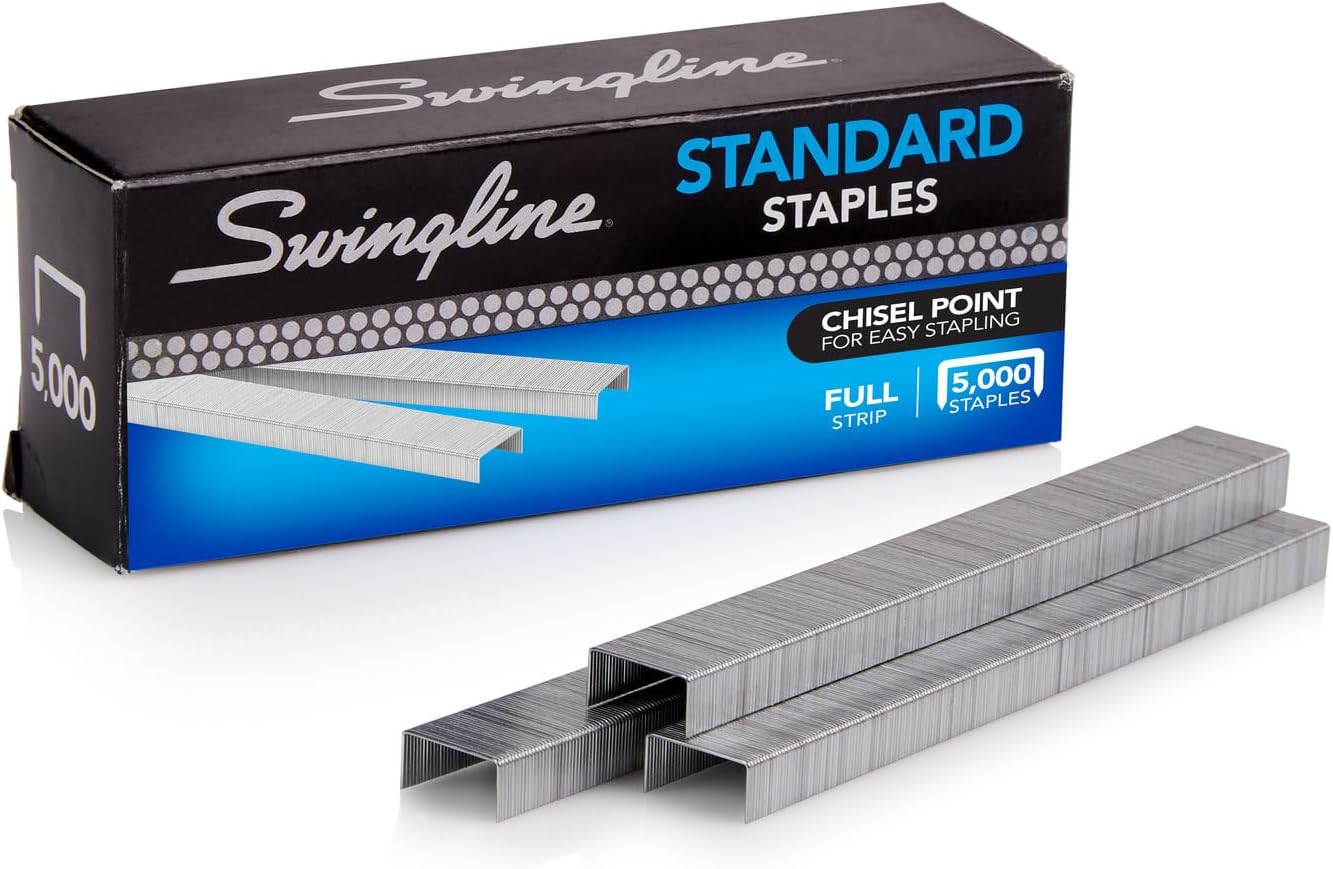 Swingline
Swingline®
STANDARD
STAPLES
5,000
CHISEL POINT
FOR EASY STAPLING
FULL
STRIP
5,000
STAPLES